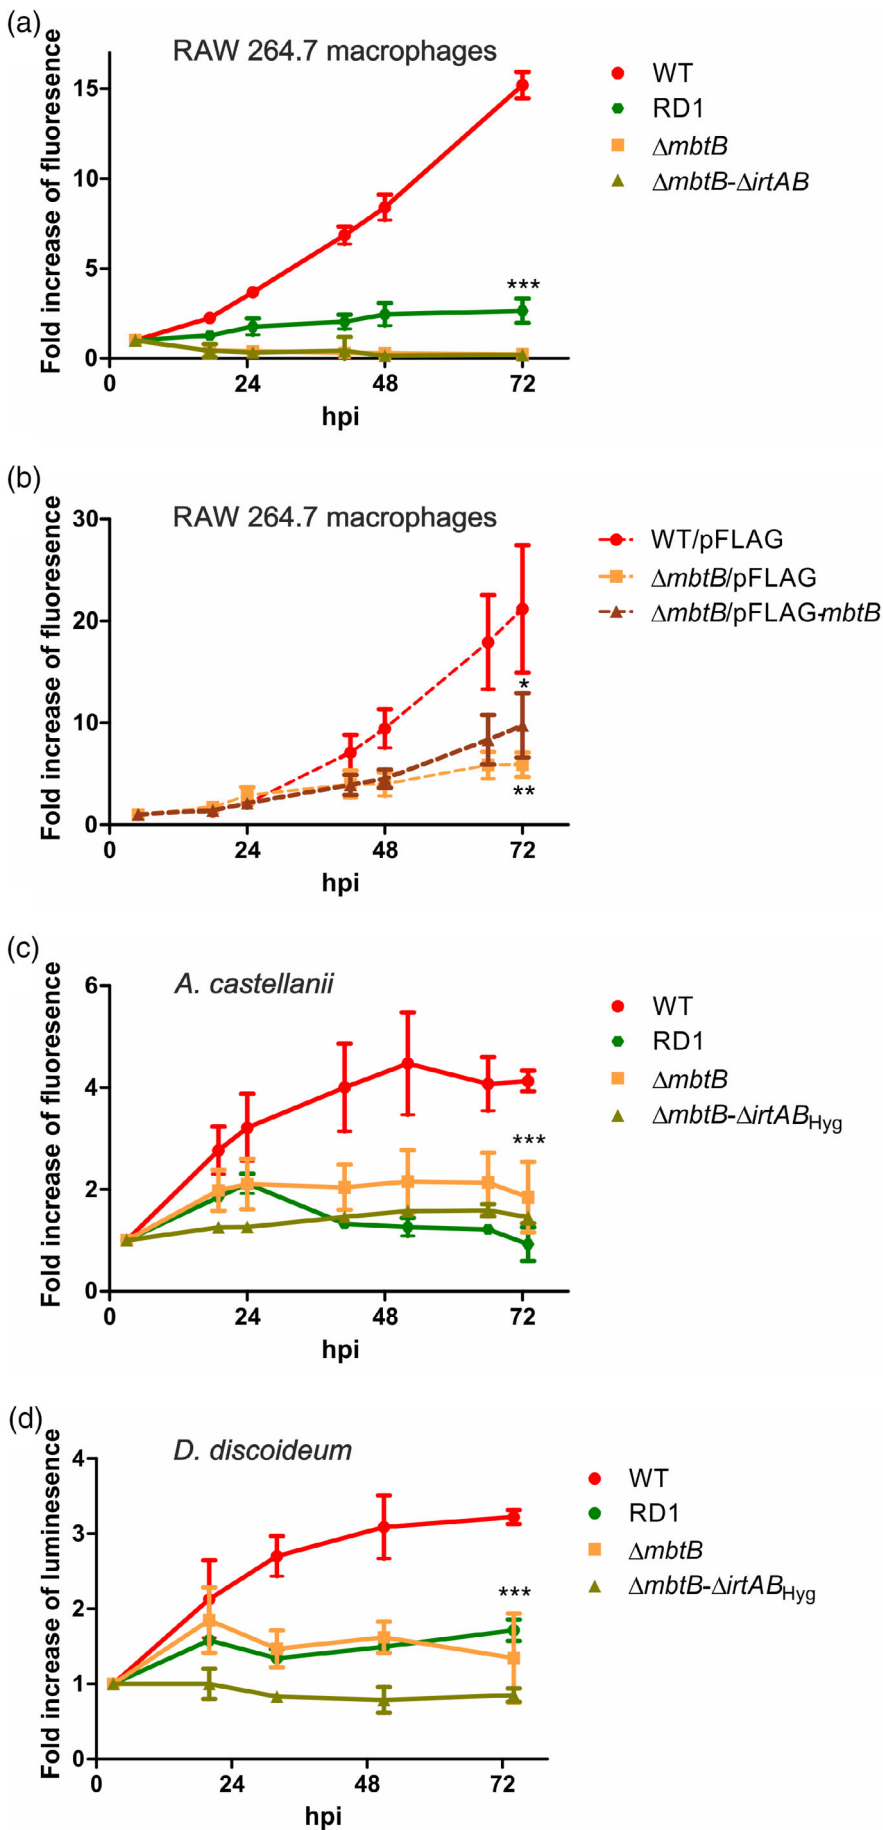 (a)
RAW 264.7 macrophages
Fold increase of fluoresence
15
10
5
0
0 24 48 72
hpi
***
WT
RD1
ΔmbtB
ΔmbtB-ΔirtAB
(b)
RAW 264.7 macrophages
Fold increase of fluoresence
30
20
10
0
0 24 48 72
hpi
*
**
WT/pFLAG
ΔmbtB/pFLAG
ΔmbtB/pFLAG-mbtB
(c)
A. castellanii
Fold increase of fluoresence
6
4
2
0
0 24 48 72
hpi
***
WT
RD1
ΔmbtB
ΔmbtB-ΔirtABHyg
(d)
D. discoideum
Fold increase of luminesence
4
3
2
1
0
0 24 48 72
hpi
***
WT
RD1
ΔmbtB
ΔmbtB-ΔirtABHyg